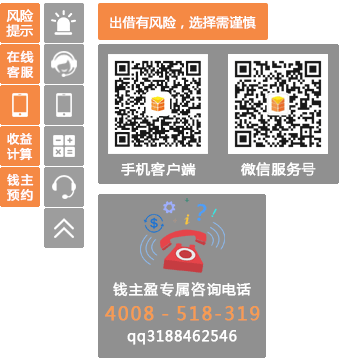 风险
提示
在线
客服
收益
计算
钱主
预约
出借有风险，选择需谨慎
手机客户端
微信服务号
钱主盈专属咨询电话
4008 - 518-319
qq3188462546